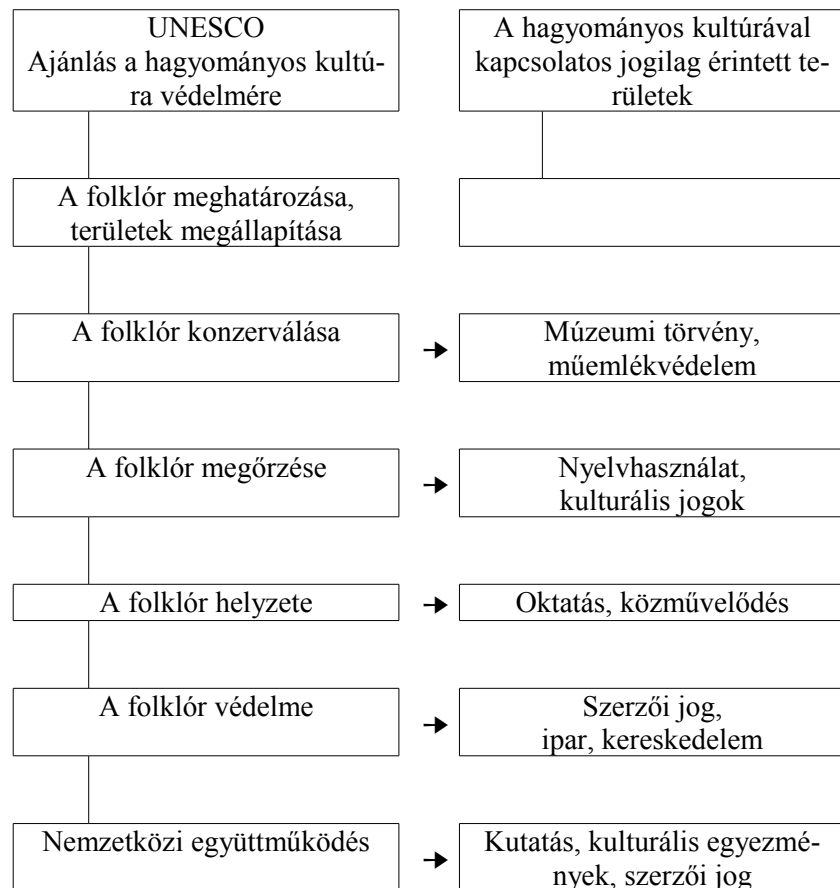 UNESCO
Ajánlás a hagyományos kultú-
ra védelmére
A hagyományos kultúrával
kapcsolatos jogilag érintett te-
rületek
A folklór meghatározása,
területek megállapítása
A folklór konzerválása
Múzeumi törvény,
műemlékvédelem
A folklór megőrzése
Nyelvhasználat,
kulturális jogok
A folklór helyzete
Oktatás, közművelődés
A folklór védelme
Szerzői jog,
ipar, kereskedelem
Nemzetközi együttműködés
Kutatás, kulturális egyezmé-
nyek, szerzői jog